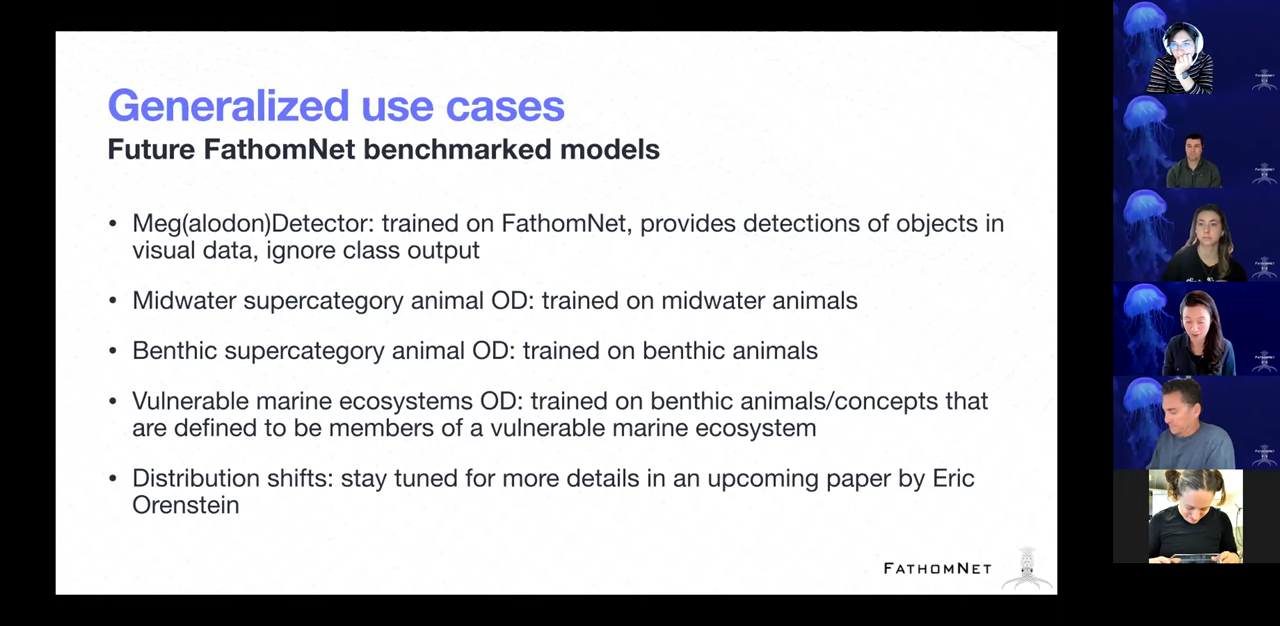 Generalized use cases
Future FathomNet benchmarked models
• Meg(alodon)Detector: trained on FathomNet, provides detections of objects in
visual data, ignore class output
• Midwater supercategory animal OD: trained on midwater animals
• Benthic supercategory animal OD: trained on benthic animals
• Vulnerable marine ecosystems OD: trained on benthic animals/concepts that
are defined to be members of a vulnerable marine ecosystem
• Distribution shifts: stay tuned for more details in an upcoming paper by Eric
Orenstein
FATHOMNET